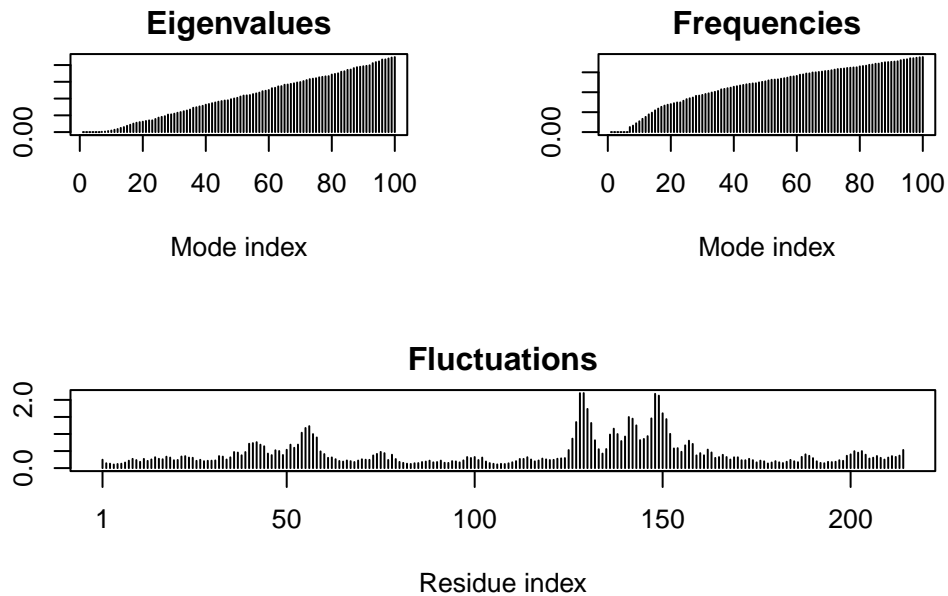 Eigenvalues
0.00
0 20 40 60 80 100
Mode index
Frequencies
0.00
0 20 40 60 80 100
Mode index
Fluctuations
2.0
0.0
1 50 100 150 200
Residue index